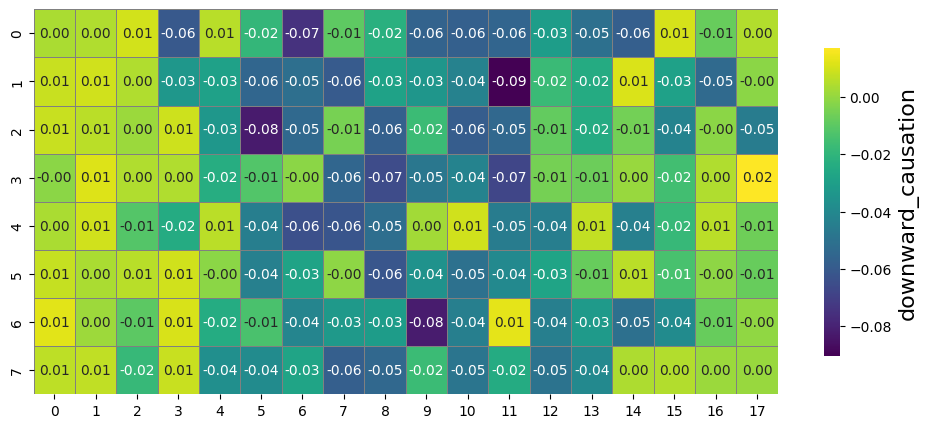 0 0.00 0.00 0.01 -0.06 0.01 -0.02 -0.07 -0.01 -0.02 -0.06 -0.06 -0.06 -0.03 -0.05 -0.06 0.01 -0.01 0.00
1 0.01 0.01 0.00 -0.03 -0.03 -0.06 -0.05 -0.06 -0.03 -0.03 -0.04 -0.09 -0.02 -0.02 0.01 -0.03 -0.05 -0.00
2 0.01 0.01 0.00 0.01 -0.03 -0.08 -0.05 -0.01 -0.06 -0.02 -0.06 -0.05 -0.01 -0.02 -0.01 -0.04 -0.00 -0.05
3 -0.00 0.01 0.00 0.00 -0.02 -0.01 -0.00 -0.06 -0.07 -0.05 -0.04 -0.07 -0.01 -0.01 0.00 -0.02 0.00 0.02
4 0.00 0.01 -0.01 -0.02 0.01 -0.04 -0.06 -0.06 -0.05 0.00 0.01 -0.05 -0.04 0.01 -0.04 -0.02 0.01 -0.01
5 0.01 0.00 0.01 0.01 -0.00 -0.04 -0.03 -0.00 -0.06 -0.04 -0.05 -0.04 -0.03 -0.01 0.01 -0.01 -0.00 -0.01
6 0.01 0.00 -0.01 0.01 -0.02 -0.01 -0.04 -0.03 -0.03 -0.08 -0.04 0.01 -0.04 -0.03 -0.05 -0.04 -0.01 -0.00
7 0.01 0.01 -0.02 0.01 -0.04 -0.04 -0.03 -0.06 -0.05 -0.02 -0.05 -0.02 -0.05 -0.04 0.00 0.00 0.00 0.00
0 1 2 3 4 5 6 7 8 9 10 11 12 13 14 15 16 17
0.00
−0.02
−0.04
−0.06
−0.08
downward_causation